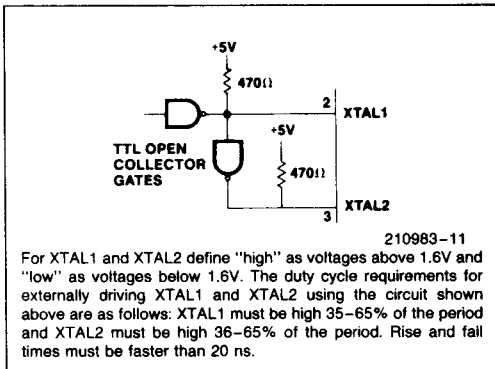 +5V
470Ω
2
XTAL1
+5V
TTL OPEN
COLLECTOR
GATES
470Ω
3
XTAL2
210983-11
For XTAL1 and XTAL2 define "high" as voltages above 1.6V and
"low" as voltages below 1.6V. The duty cycle requirements for
externally driving XTAL1 and XTAL2 using the circuit shown
above are as follows: XTAL1 must be high 35-65% of the period
and XTAL2 must be high 36-65% of the period. Rise and fall
times must be faster than 20 ns.